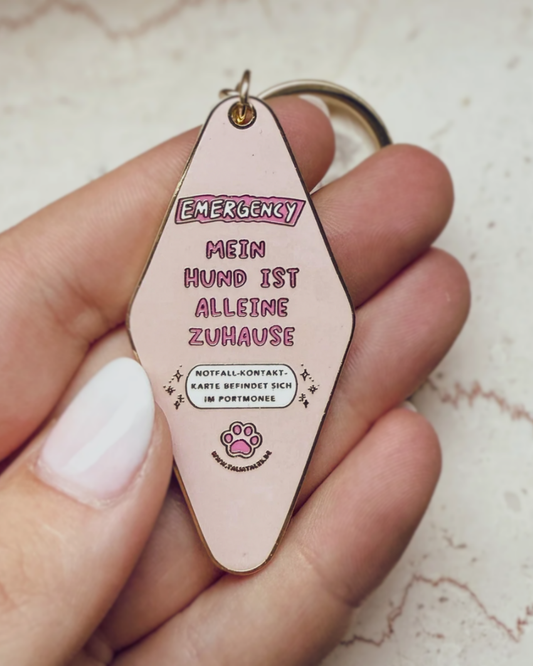 EMERGENCY
MEIN
HUND IST
ALLEINE
ZUHAUSE
NOTFALL-KONTAKT-
KARTE BEFINDET SICH
IM PORTMONEE